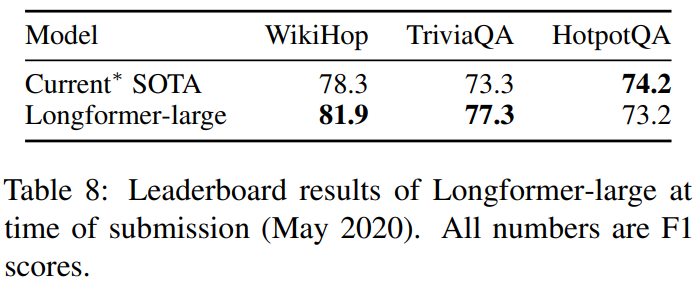 Model WikiHop TriviaQA HotpotQA
Current* SOTA 78.3 73.3 74.2
Longformer-large 81.9 77.3 73.2
Table 8: Leaderboard results of Longformer-large at
time of submission (May 2020). All numbers are F1
scores.